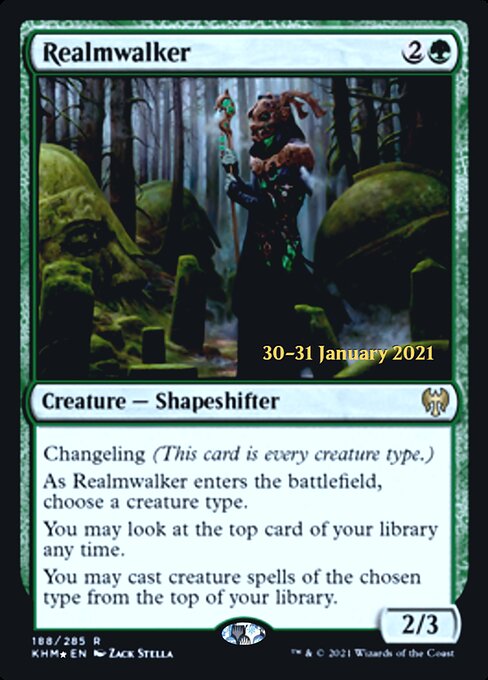 Realmwalker 2
30–31 January 2021
Creature — Shapeshifter
Changeling (This card is every creature type.)
As Realmwalker enters the battlefield,
choose a creature type.
You may look at the top card of your library
any time.
You may cast creature spells of the chosen
type from the top of your library.
2/3
188/285 R
KHM★EN Zack Stella
™ & © 2021 Wizards of the Coast